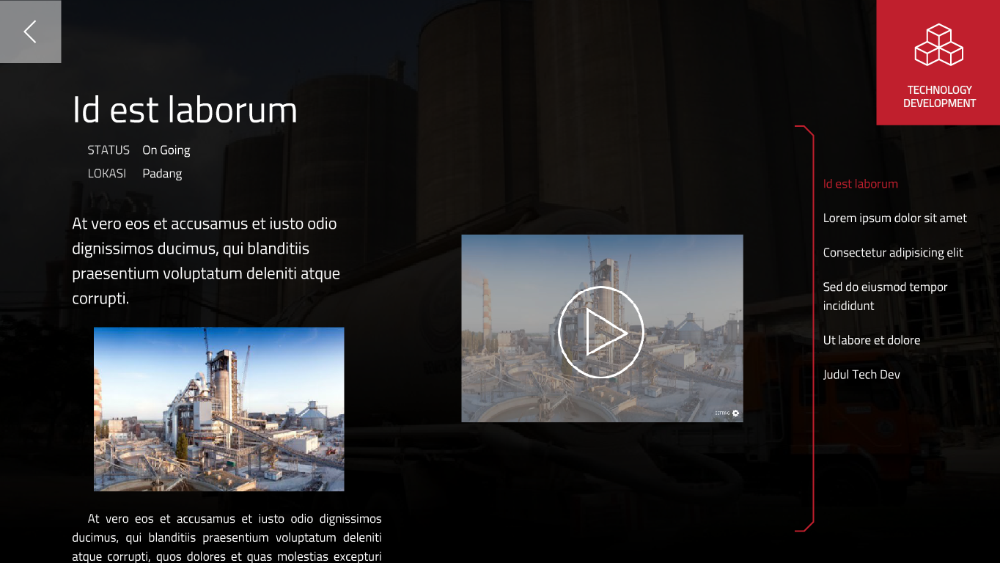 TECHNOLOGY
DEVELOPMENT
Id est laborum
STATUS On Going
LOKASI Padang
At vero eos et accusamus et iusto odio
dignissimos ducimus, qui blanditiis
praesentium voluptatum deleniti atque
corrupti.
At vero eos et accusamus et iusto odio dignissimos
ducimus, qui blanditiis praesentium voluptatum deleniti
atque corrupti, quos dolores et quas molestias excepturi
SETTING
Id est laborum
Lorem ipsum dolor sit amet
Consectetur adipisicing elit
Sed do eiusmod tempor
incididunt
Ut labore et dolore
Judul Tech Dev